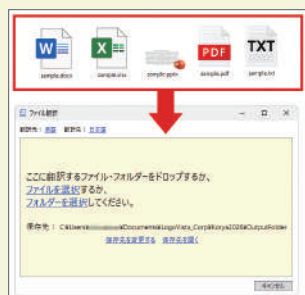 W X PDF TXT
sample.docx sample.xlsx sample.pptx sample.pdf sample.txt
ファイル翻訳
翻訳元: 英語 翻訳先: 日本語
ここに翻訳するファイル・フォルダーをドロップするか、
ファイルを選択するか、
フォルダーを選択してください。
保存先: C:¥Users¥ ¥Documents¥LogoVista_Corp¥Korya2026¥OutputFolder
保存先を変更する 保存先を開く
キャンセル